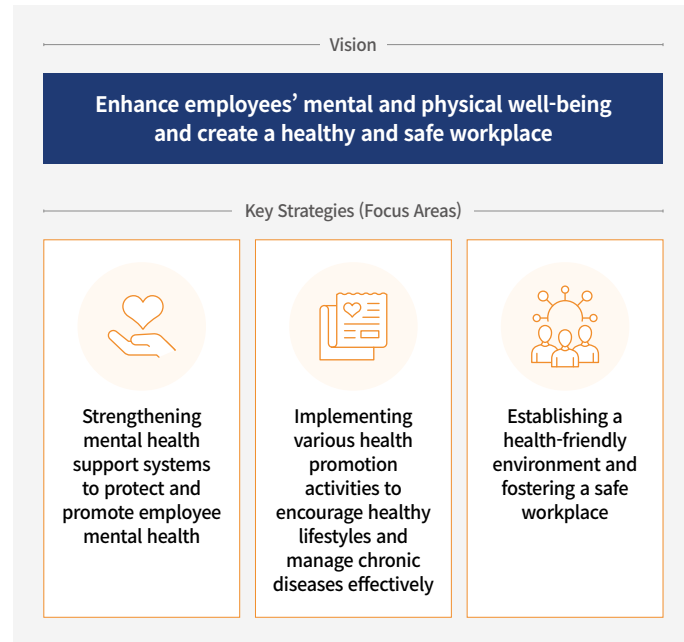 Vision
Enhance employees’ mental and physical well-being
and create a healthy and safe workplace
Key Strategies (Focus Areas)
Strengthening
mental health
support systems
to protect and
promote employee
mental health
Implementing
various health
promotion
activities to
encourage healthy
lifestyles and
manage chronic
diseases effectively
Establishing a
health-friendly
environment and
fostering a safe
workplace